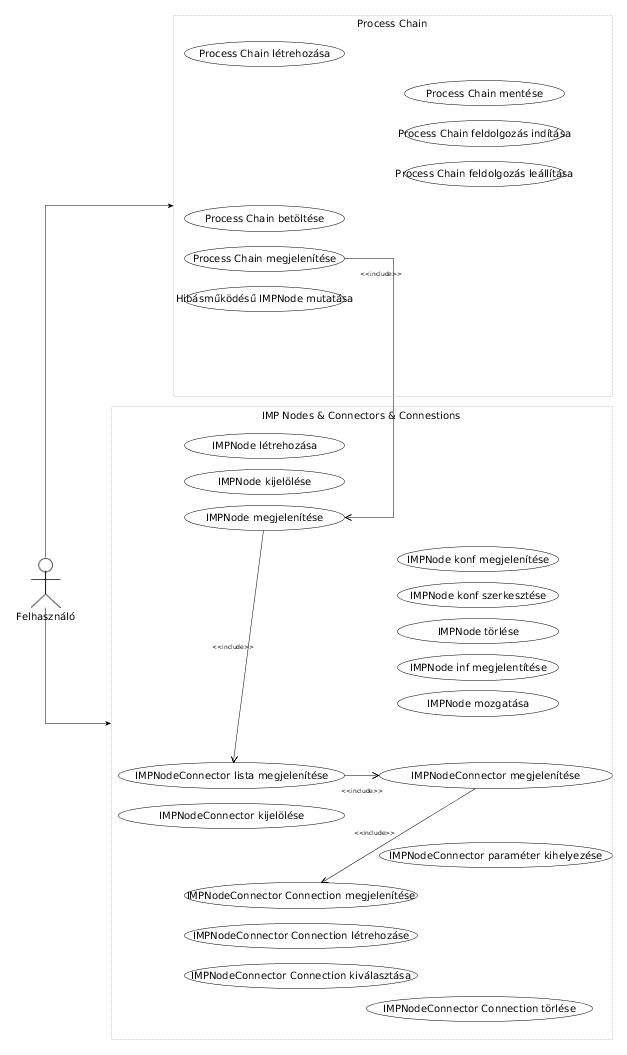 Process Chain
Process Chain létrehozása
Process Chain mentése
Process Chain feldolgozás indítása
Process Chain feldolgozás leállítása
Process Chain betöltése
Process Chain megjelenítése
<<include>>
Hibásműködésű IMPNode mutatása
IMP Nodes & Connectors & Connestions
IMPNode létrehozása
IMPNode kijelölése
IMPNode megjelenítése
IMPNode konf megjelenítése
IMPNode konf szerkesztése
Felhasználó
IMPNode törlése
<<include>>
IMPNode inf megjelentítése
IMPNode mozgatása
IMPNodeConnector lista megjelenítése
IMPNodeConnector megjelenítése
<<include>>
IMPNodeConnector kijelölése
<<include>>
IMPNodeConnector paraméter kihelyezése
IMPNodeConnector Connection megjelenítése
IMPNodeConnector Connection létrehozáse
IMPNodeConnector Connection kiválasztása
IMPNodeConnector Connection törlése